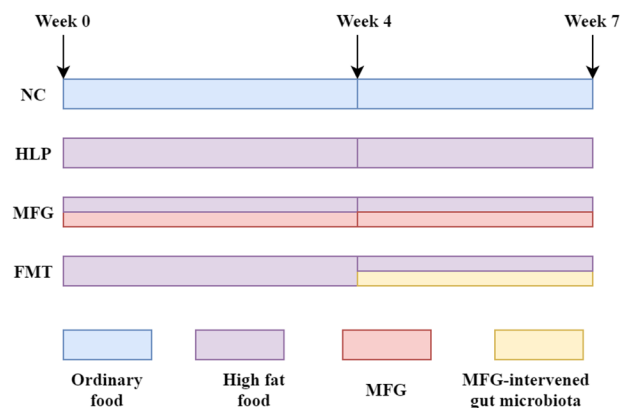 Week 0 Week 4 Week 7
NC
HLP
MFG
FMT
Ordinary
food
High fat
food
MFG
MFG-intervened
gut microbiota